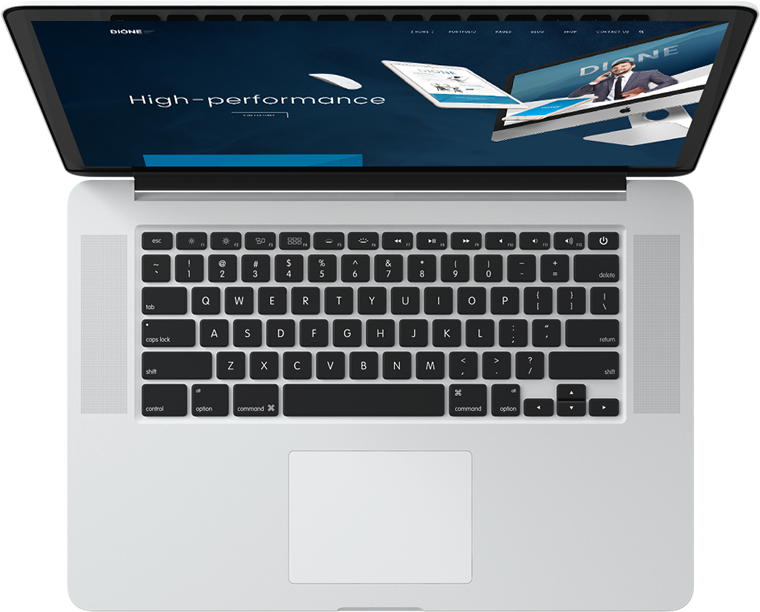 DIONE
HOME PORTFOLIO PAGES BLOG SHOP CONTACT US
DIONE
DIONE
High-performance
esc F1 F2 F3 F4 F5 F6 F7 F8 F9 F10 F11 F12
~ ! @ # $ % ^ & * ( ) _ +
` 1 2 3 4 5 6 7 8 9 0 - = delete
tab Q W E R T Y U I O P { [ } ] | \
caps lock A S D F G H J K L : ; " ' return
shift Z X C V B N M < , > . ? / shift
alt ⌘ alt
control option command ⌘ command option